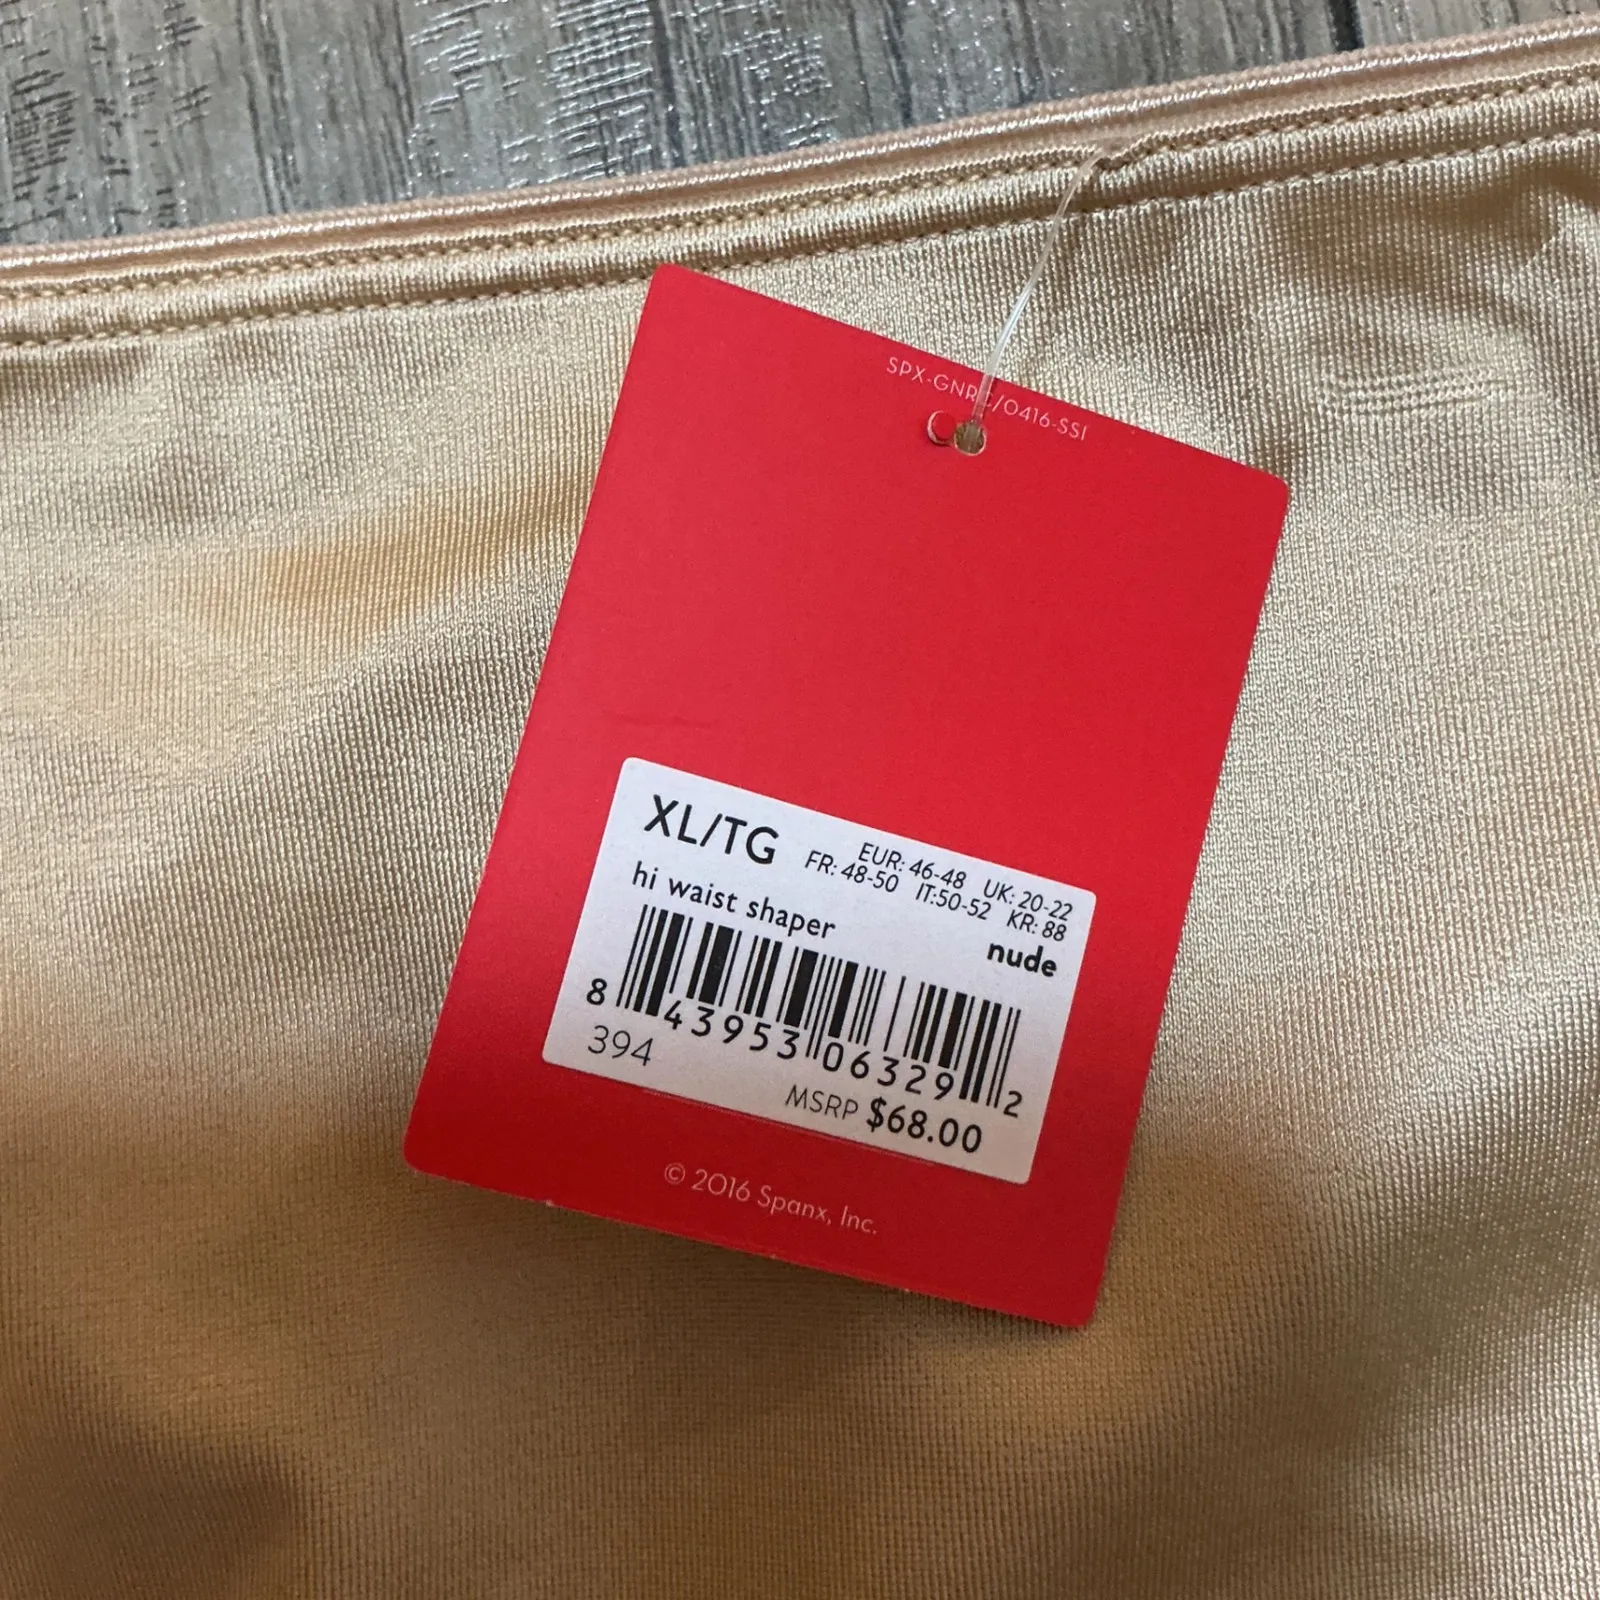 SPX-GNRC/0416-SSI
XL/TG
EUR: 46-48 UK: 20-22
FR: 48-50 IT:50-52 KR: 88
hi waist shaper
nude
8 43953 06329 2
394
MSRP $68.00
© 2016 Spanx, Inc.